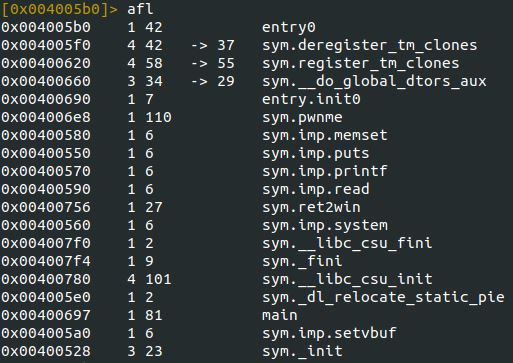 [0x004005b0]> afl
0x004005b0 1 42 entry0
0x004005f0 4 42 -> 37 sym.deregister_tm_clones
0x00400620 4 58 -> 55 sym.register_tm_clones
0x00400660 3 34 -> 29 sym.__do_global_dtors_aux
0x00400690 1 7 entry.init0
0x004006e8 1 110 sym.pwnme
0x00400580 1 6 sym.imp.memset
0x00400550 1 6 sym.imp.puts
0x00400570 1 6 sym.imp.printf
0x00400590 1 6 sym.imp.read
0x00400756 1 27 sym.ret2win
0x00400560 1 6 sym.imp.system
0x004007f0 1 2 sym.__libc_csu_fini
0x004007f4 1 9 sym._fini
0x00400780 4 101 sym.__libc_csu_init
0x004005e0 1 2 sym._dl_relocate_static_pie
0x00400697 1 81 main
0x004005a0 1 6 sym.imp.setvbuf
0x00400528 3 23 sym._init